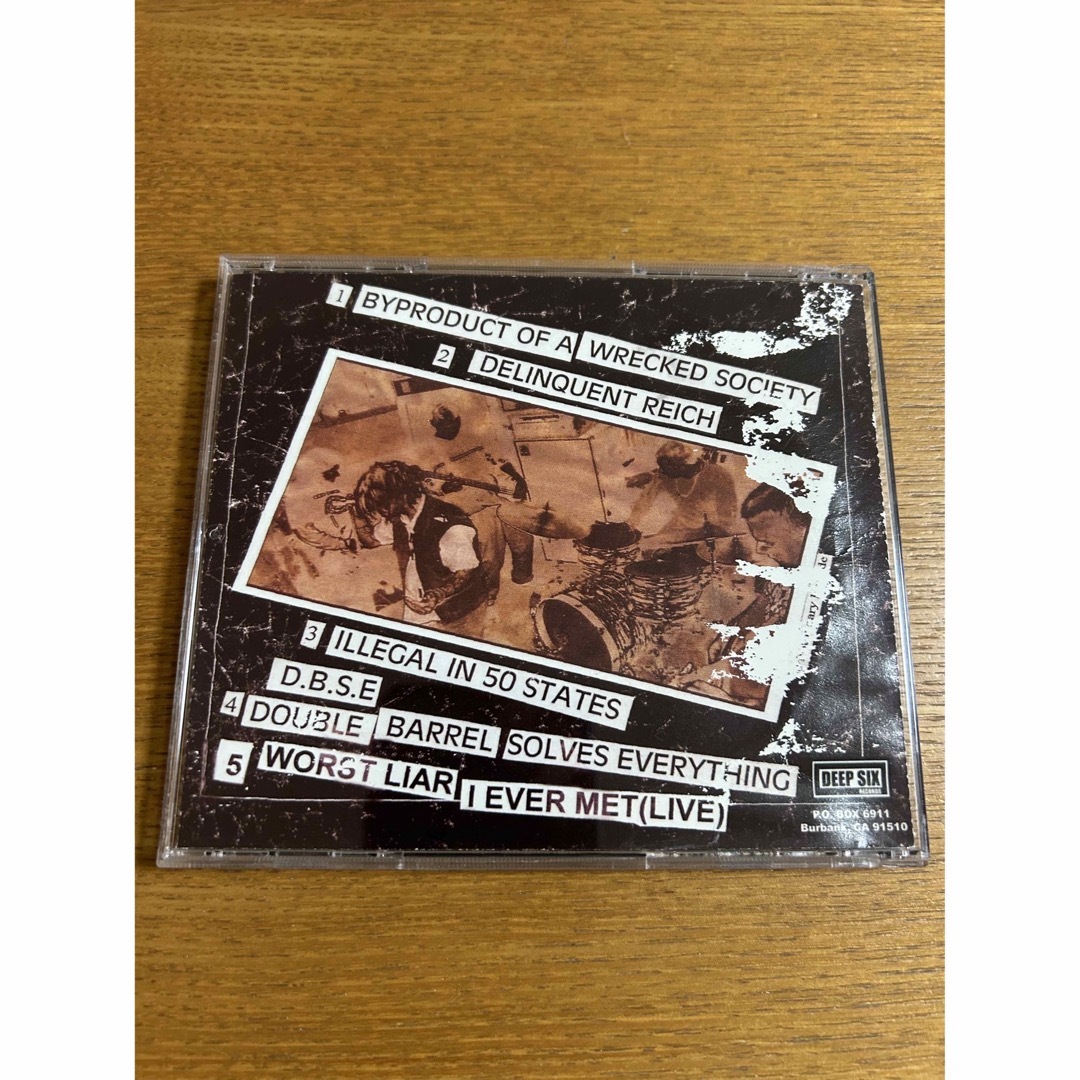 1 BYPRODUCT OF A WRECKED SOCIETY
2 DELINQUENT REICH
3 ILLEGAL IN 50 STATES
D.B.S.E
4 DOUBLE BARREL SOLVES EVERYTHING
5 WORST LIAR I EVER MET(LIVE)
DEEP SIX
RECORDS
P.O. BOX 6911
Burbank, CA 91510